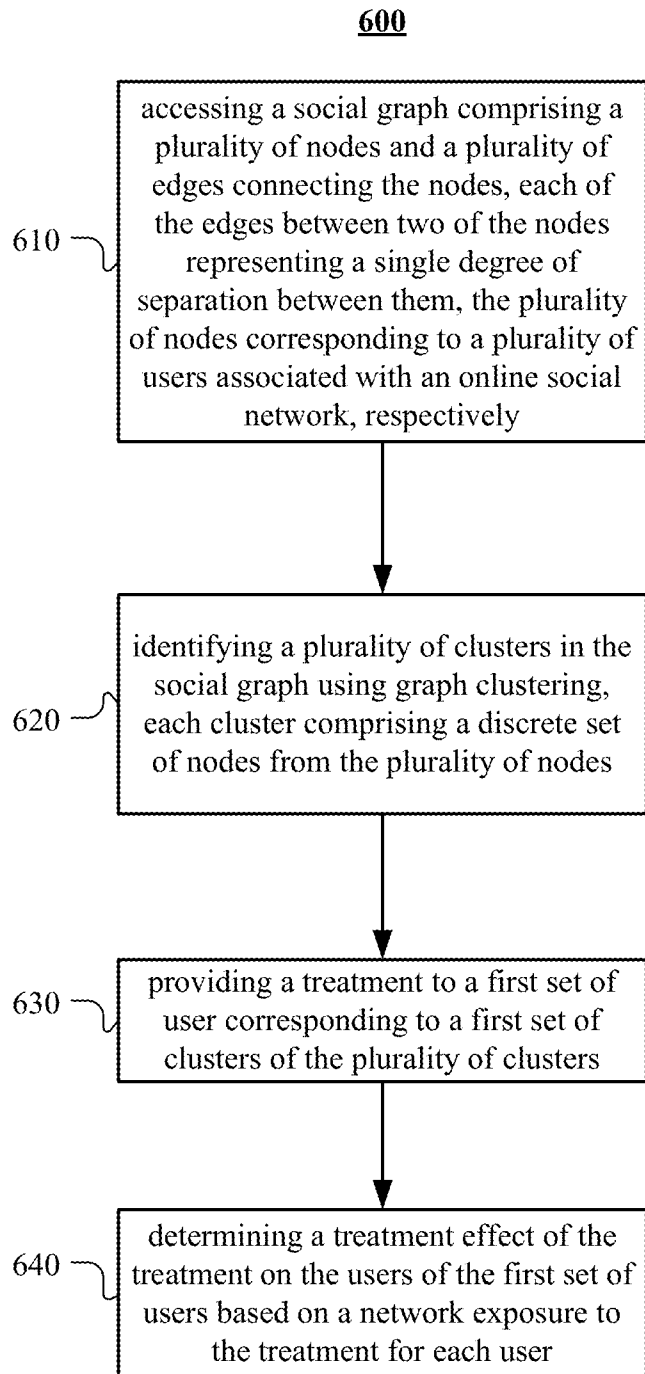 600
accessing a social graph comprising a
plurality of nodes and a plurality of
edges connecting the nodes, each of
the edges between two of the nodes
610
representing a single degree of
separation between them, the plurality
of nodes corresponding to a plurality of
users associated with an online social
network, respectively
identifying a plurality of clusters in the
social graph using graph clustering,
620
each cluster comprising a discrete set
of nodes from the plurality of nodes
630
providing a treatment to a first set of
user corresponding to a first set of
clusters of the plurality of clusters
640
determining a treatment effect of the
treatment on the users of the first set of
users based on a network exposure to
the treatment for each user